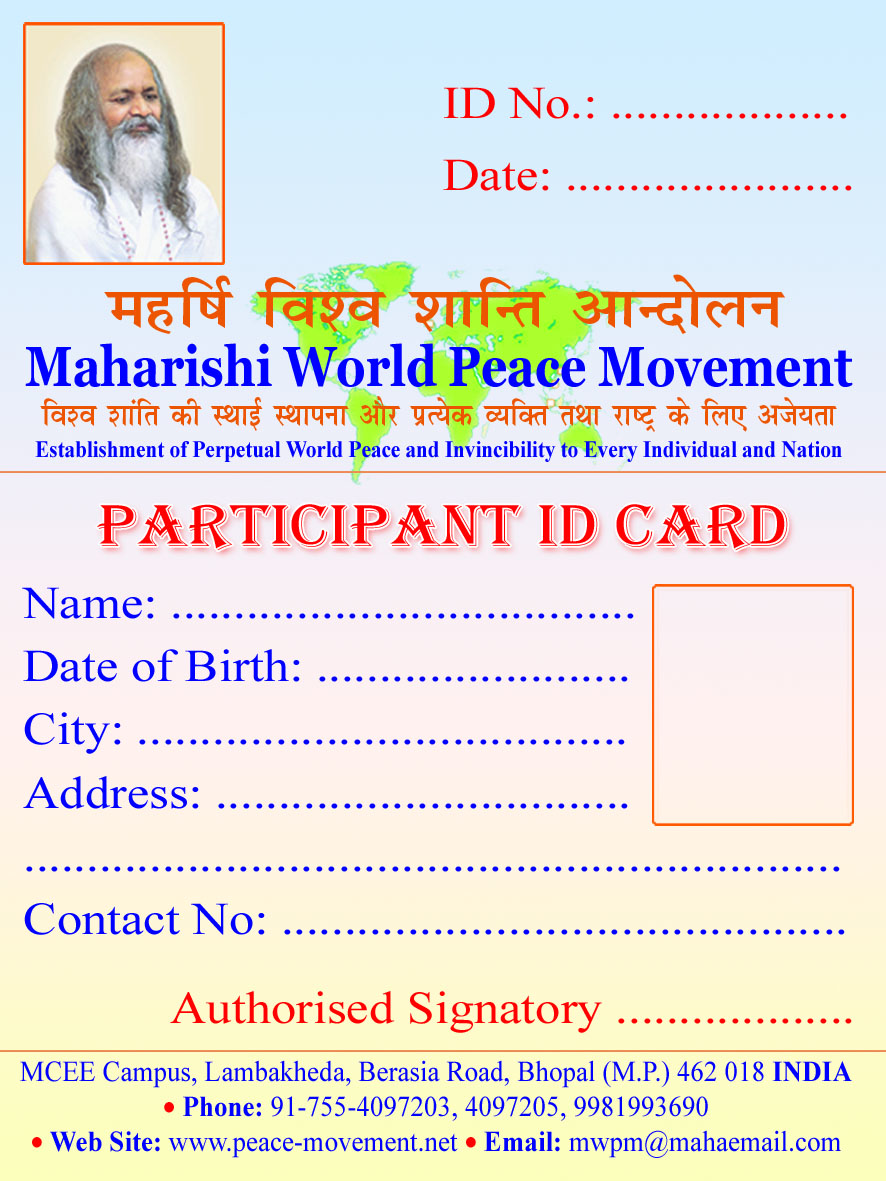 ID No.: ...................
Date: .......................
महर्षि विश्व शान्ति आन्दोलन
Maharishi World Peace Movement
विश्व शांति की स्थाई स्थापना और प्रत्येक व्यक्ति तथा राष्ट्र के लिए अजेयता
Establishment of Perpetual World Peace and Invincibility to Every Individual and Nation
PARTICIPANT ID CARD
Name: .....................................
Date of Birth: .........................
City: .......................................
Address: .................................
.................................................................
Contact No: .............................................
Authorised Signatory ...................
MCEE Campus, Lambakheda, Berasia Road, Bhopal (M.P.) 462 018 INDIA
• Phone: 91-755-4097203, 4097205, 9981993690
• Web Site: www.peace-movement.net • Email: mwpm@mahaemail.com